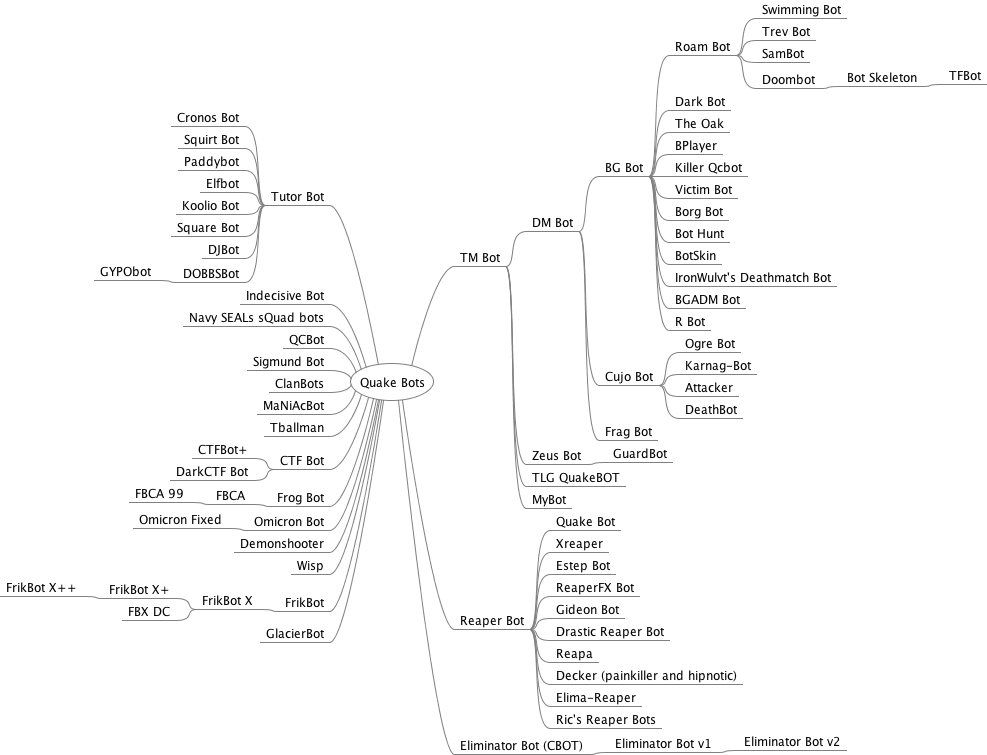 Quake Bots
Tutor Bot
Cronos Bot
Squirt Bot
Paddybot
Elfbot
Koolio Bot
Square Bot
DJBot
DOBBSBot
GYPObot
Indecisive Bot
Navy SEALs sQuad bots
QCBot
Sigmund Bot
ClanBots
MaNiAcBot
Tballman
CTF Bot
CTFBot+
DarkCTF Bot
Frog Bot
FBCA
FBCA 99
Omicron Bot
Omicron Fixed
Demonshooter
Wisp
FrikBot
FrikBot X
FrikBot X+
FrikBot X++
FBX DC
GlacierBot
TM Bot
DM Bot
BG Bot
Roam Bot
Swimming Bot
Trev Bot
SamBot
Doombot
Bot Skeleton
TFBot
Dark Bot
The Oak
BPlayer
Killer Qcbot
Victim Bot
Borg Bot
Bot Hunt
BotSkin
IronWulvt's Deathmatch Bot
BGADM Bot
R Bot
Cujo Bot
Ogre Bot
Karnag-Bot
Attacker
DeathBot
Frag Bot
Zeus Bot
GuardBot
TLG QuakeBOT
MyBot
Reaper Bot
Quake Bot
Xreaper
Estep Bot
ReaperFX Bot
Gideon Bot
Drastic Reaper Bot
Reapa
Decker (painkiller and hipnotic)
Elima-Reaper
Ric's Reaper Bots
Eliminator Bot (CBOT)
Eliminator Bot v1
Eliminator Bot v2